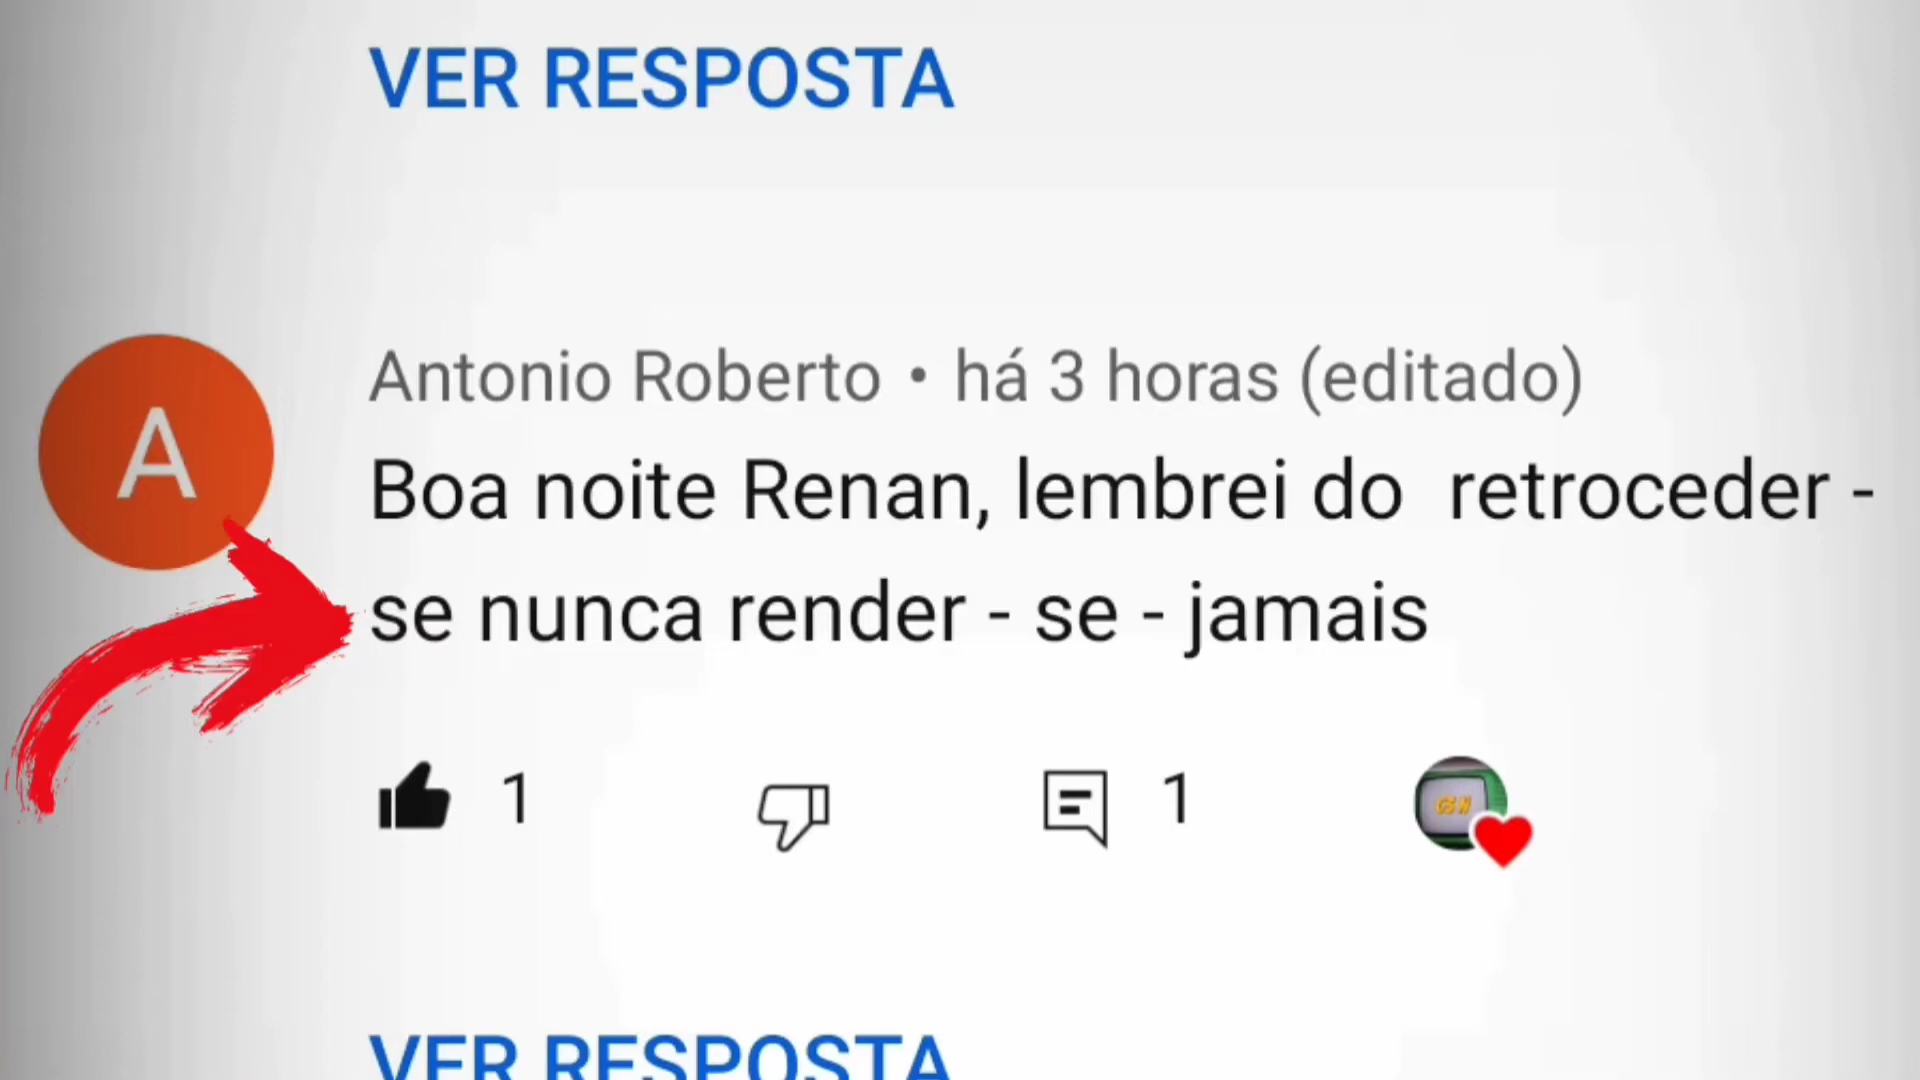 VER RESPOSTA
A
Antonio Roberto • há 3 horas (editado)
Boa noite Renan, lembrei do  retroceder -
se nunca render - se - jamais
1
1
VER RESPOSTA